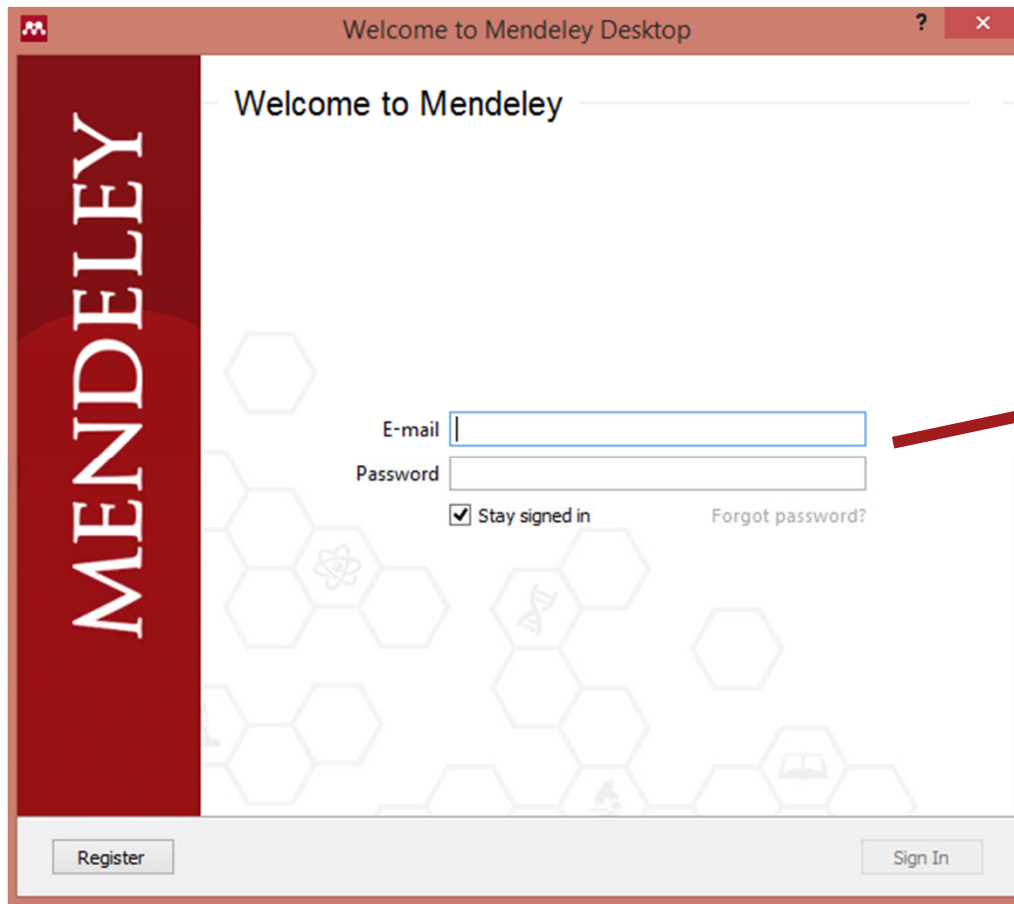 Welcome to Mendeley Desktop
?
MENDELEY
Welcome to Mendeley
E-mail
Password
Stay signed in
Forgot password?
Register
Sign In